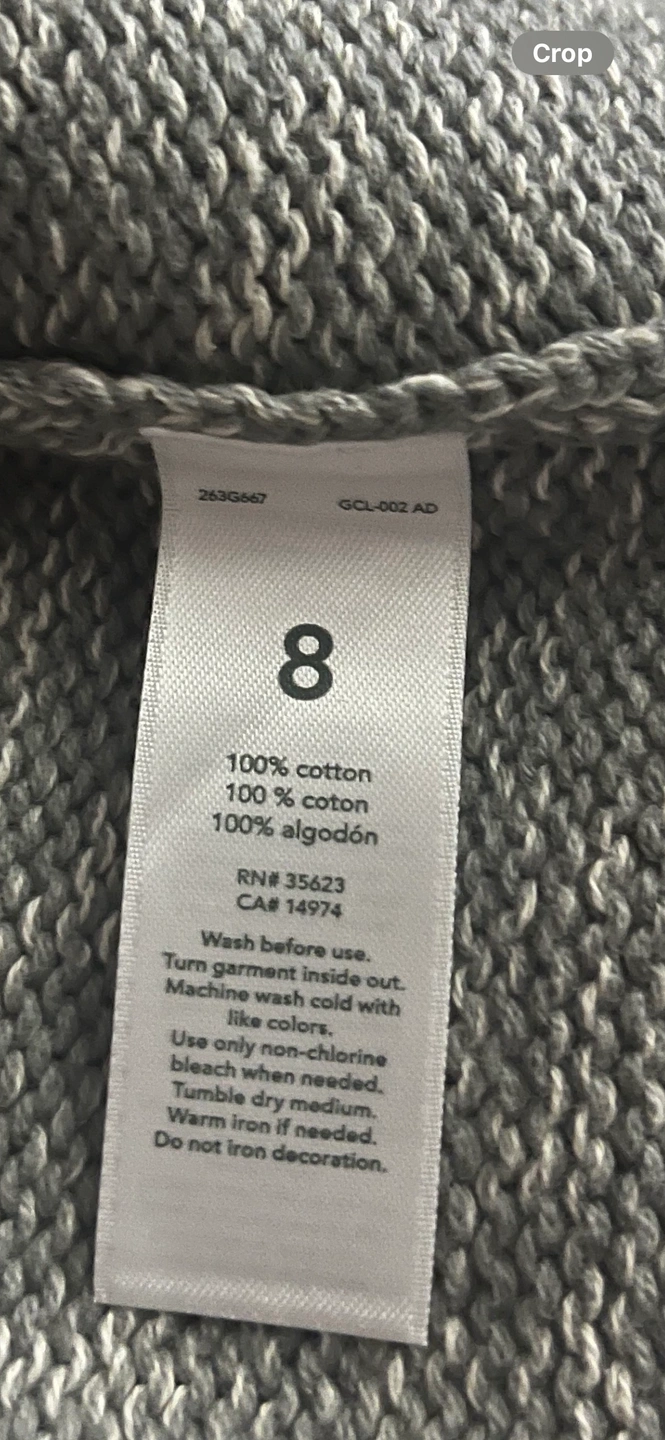 Crop
263G667 GCL-002 AD
8
100% cotton
100 % coton
100% algodón
RN# 35623
CA# 14974
Wash before use.
Turn garment inside out.
Machine wash cold with
like colors.
Use only non-chlorine
bleach when needed.
Tumble dry medium.
Warm iron if needed.
Do not iron decoration.